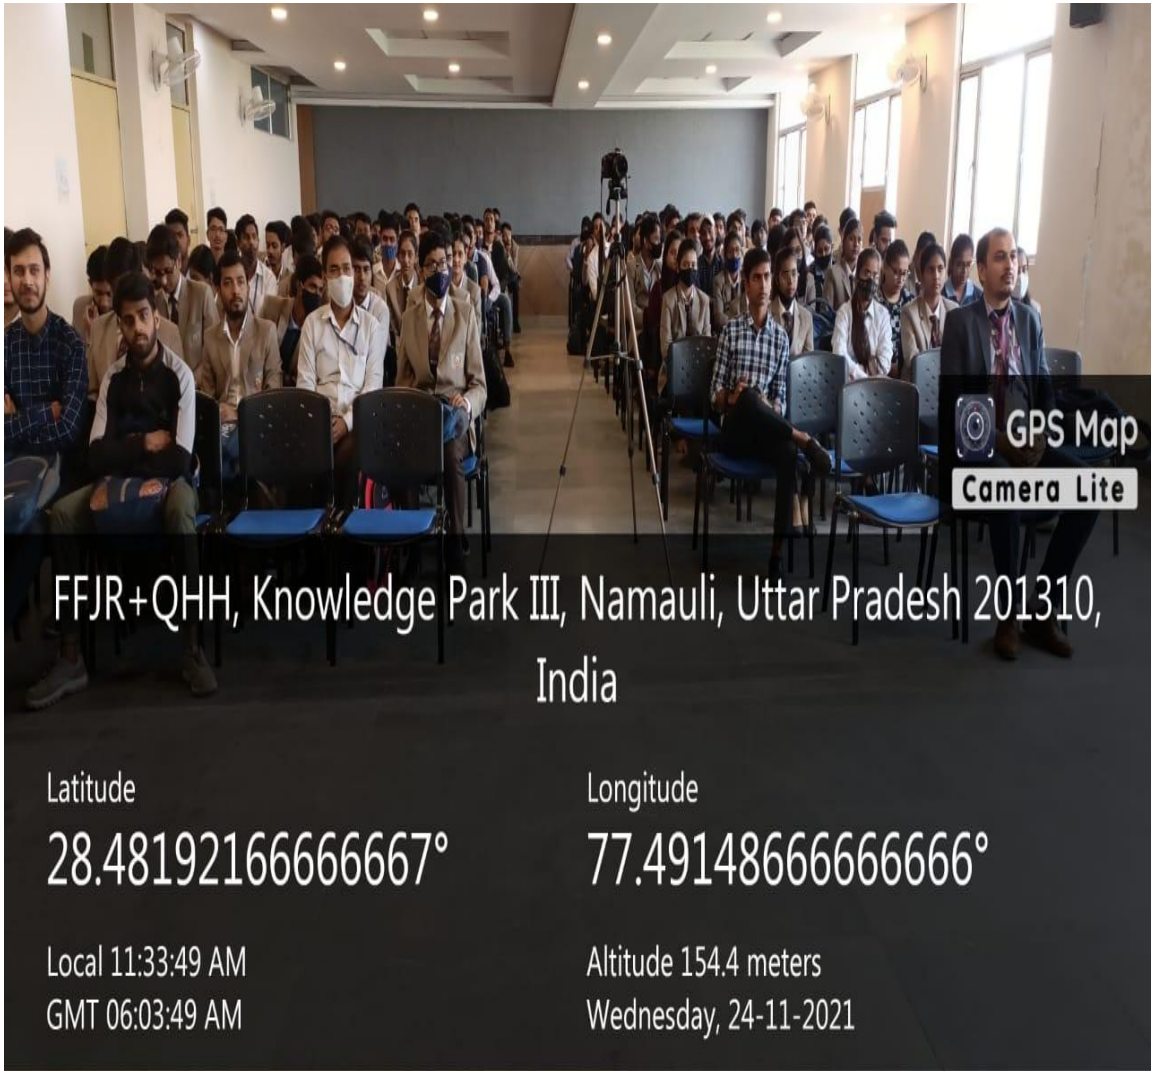 GPS Map
Camera Lite
FFJR+QHH, Knowledge Park III, Namauli, Uttar Pradesh 201310,
India
Latitude
28.48192166666667°
Longitude
77.49148666666666°
Local 11:33:49 AM
GMT 06:03:49 AM
Altitude 154.4 meters
Wednesday, 24-11-2021